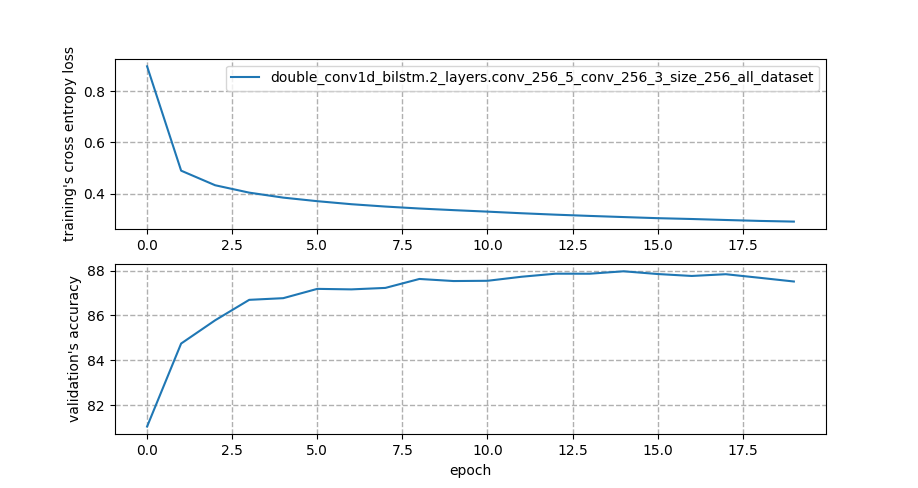 training's cross entropy loss
double_conv1d_bilstm.2_layers.conv_256_5_conv_256_3_size_256_all_dataset
0.8
0.6
0.4
0.0 2.5 5.0 7.5 10.0 12.5 15.0 17.5
validation's accuracy
88
86
84
82
0.0 2.5 5.0 7.5 10.0 12.5 15.0 17.5
epoch